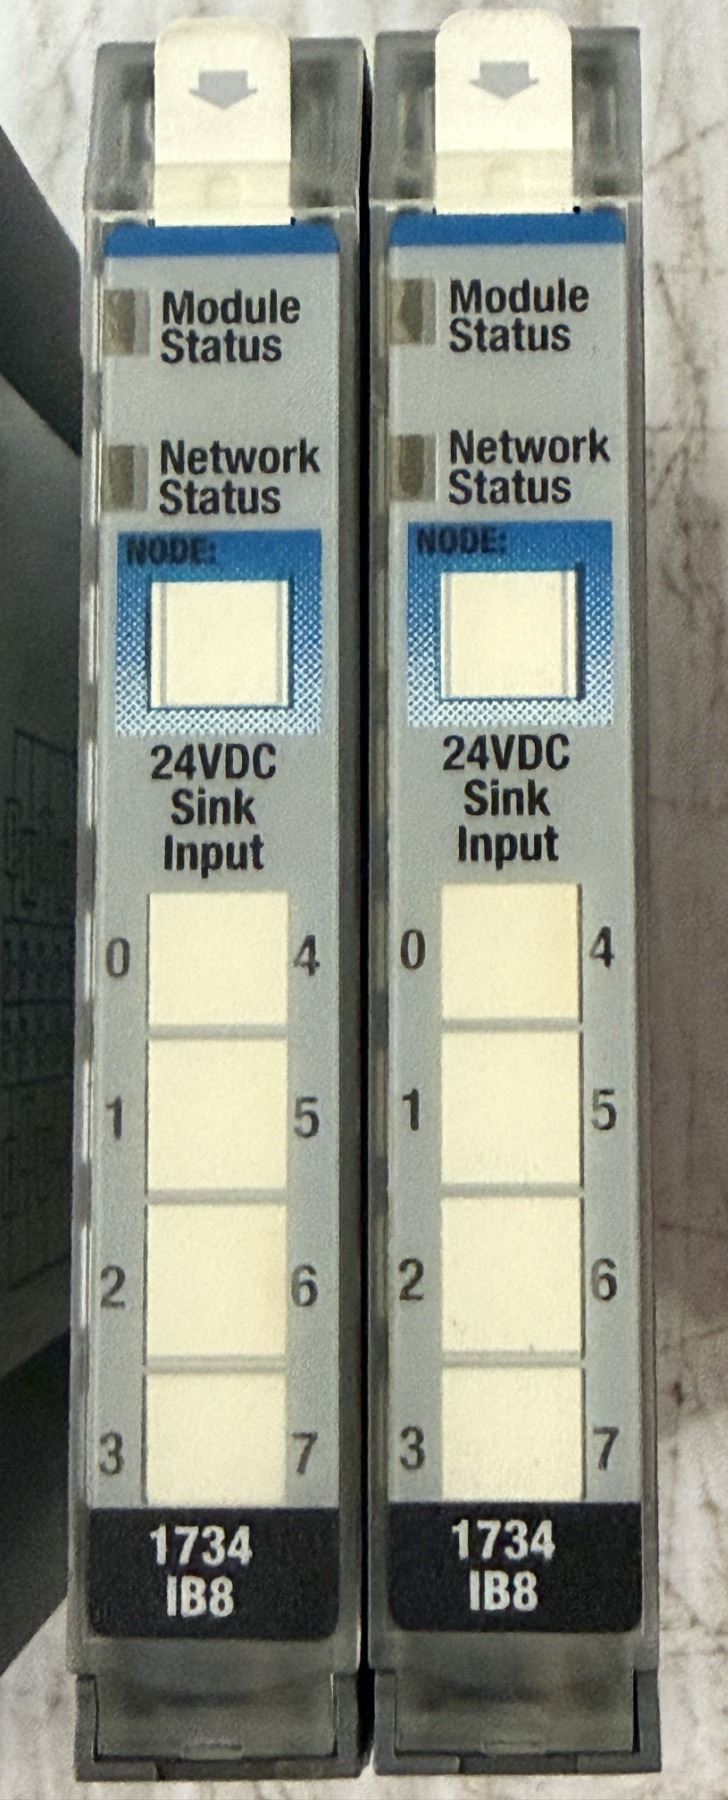 Module
Status
Network
Status
NODE:
24VDC
Sink
Input
0 4
1 5
2 6
3 7
1734
IB8
Module
Status
Network
Status
NODE:
24VDC
Sink
Input
0 4
1 5
2 6
3 7
1734
IB8